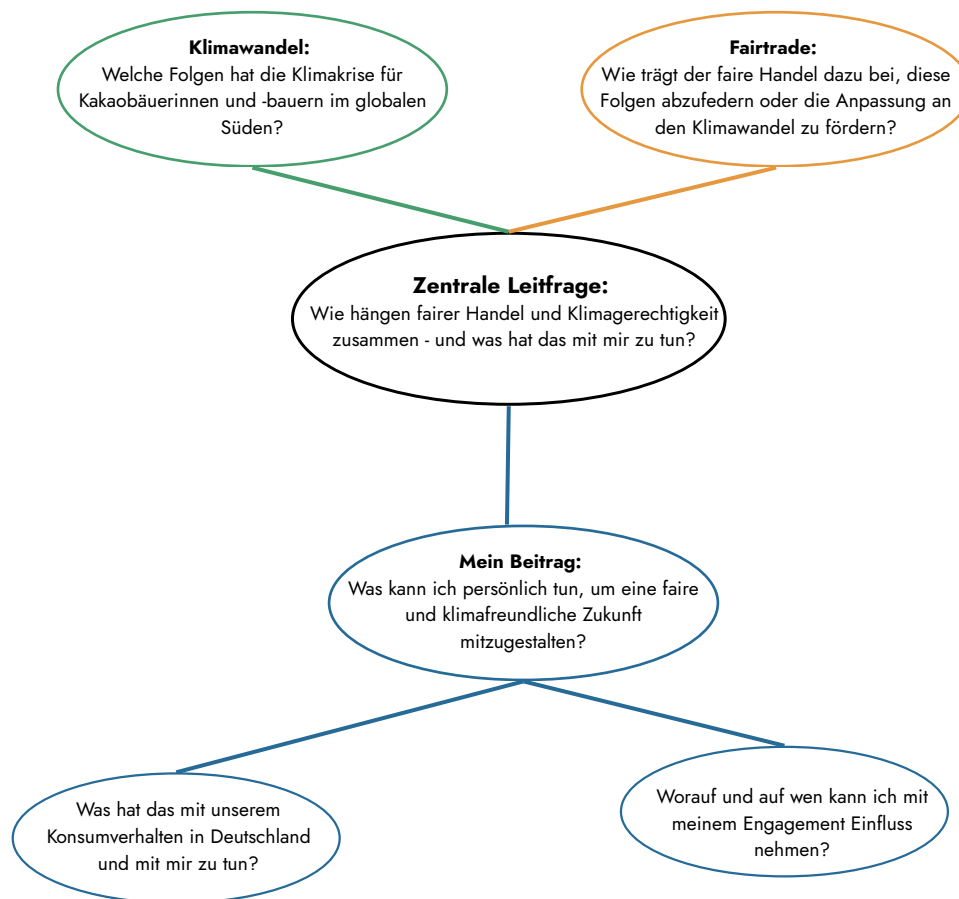 Klimawandel:
Welche Folgen hat die Klimakrise für
Kakaobäuerinnen und -bauern im globalen
Süden?
Fairtrade:
Wie trägt der faire Handel dazu bei, diese
Folgen abzufedern oder die Anpassung an
den Klimawandel zu fördern?
Zentrale Leitfrage:
Wie hängen fairer Handel und Klimagerechtigkeit
zusammen - und was hat das mit mir zu tun?
Mein Beitrag:
Was kann ich persönlich tun, um eine faire
und klimafreundliche Zukunft
mitzugestalten?
Was hat das mit unserem
Konsumverhalten in Deutschland
und mit mir zu tun?
Worauf und auf wen kann ich mit
meinem Engagement Einfluss
nehmen?